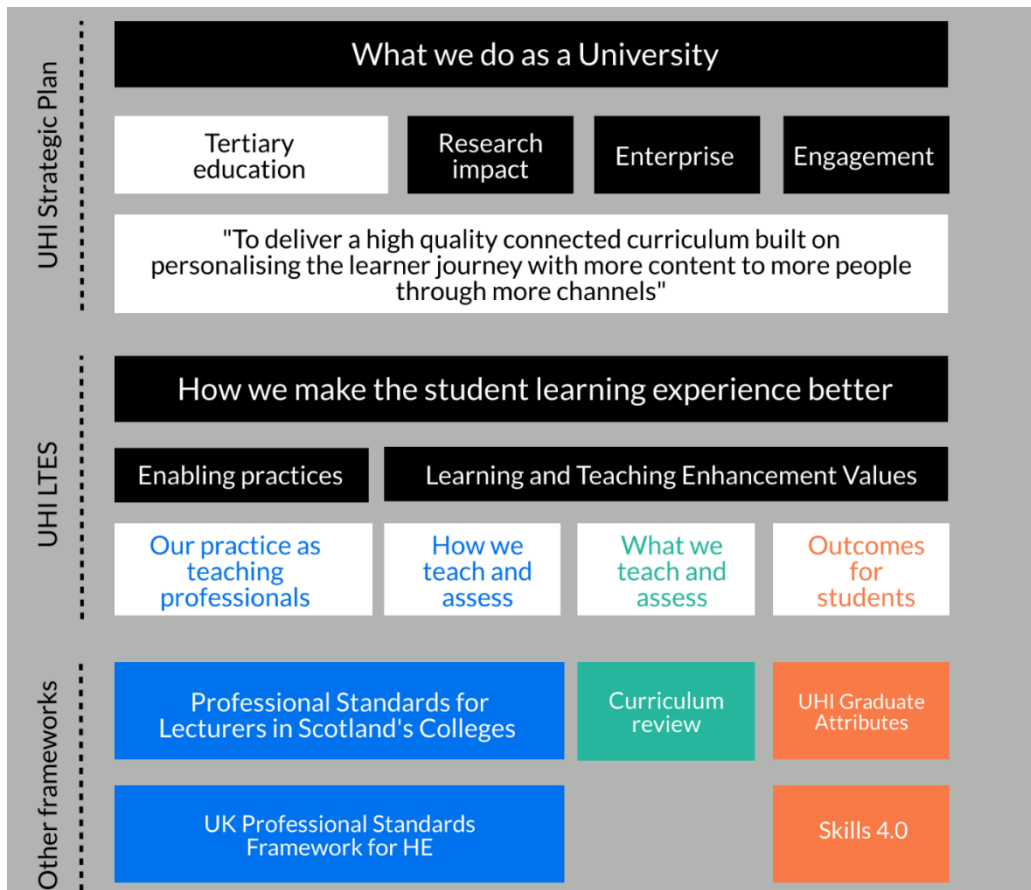 UHI Strategic Plan
What we do as a University
Tertiary
education
Research
impact
Enterprise
Engagement
"To deliver a high quality connected curriculum built on
personalising the learner journey with more content to more people
through more channels"
UHI LTES
How we make the student learning experience better
Enabling practices
Learning and Teaching Enhancement Values
Our practice as
teaching
professionals
How we
teach and
assess
What we
teach and
assess
Outcomes
for
students
Other frameworks
Professional Standards for
Lecturers in Scotland's Colleges
Curriculum
review
UHI Graduate
Attributes
UK Professional Standards
Framework for HE
Skills 4.0